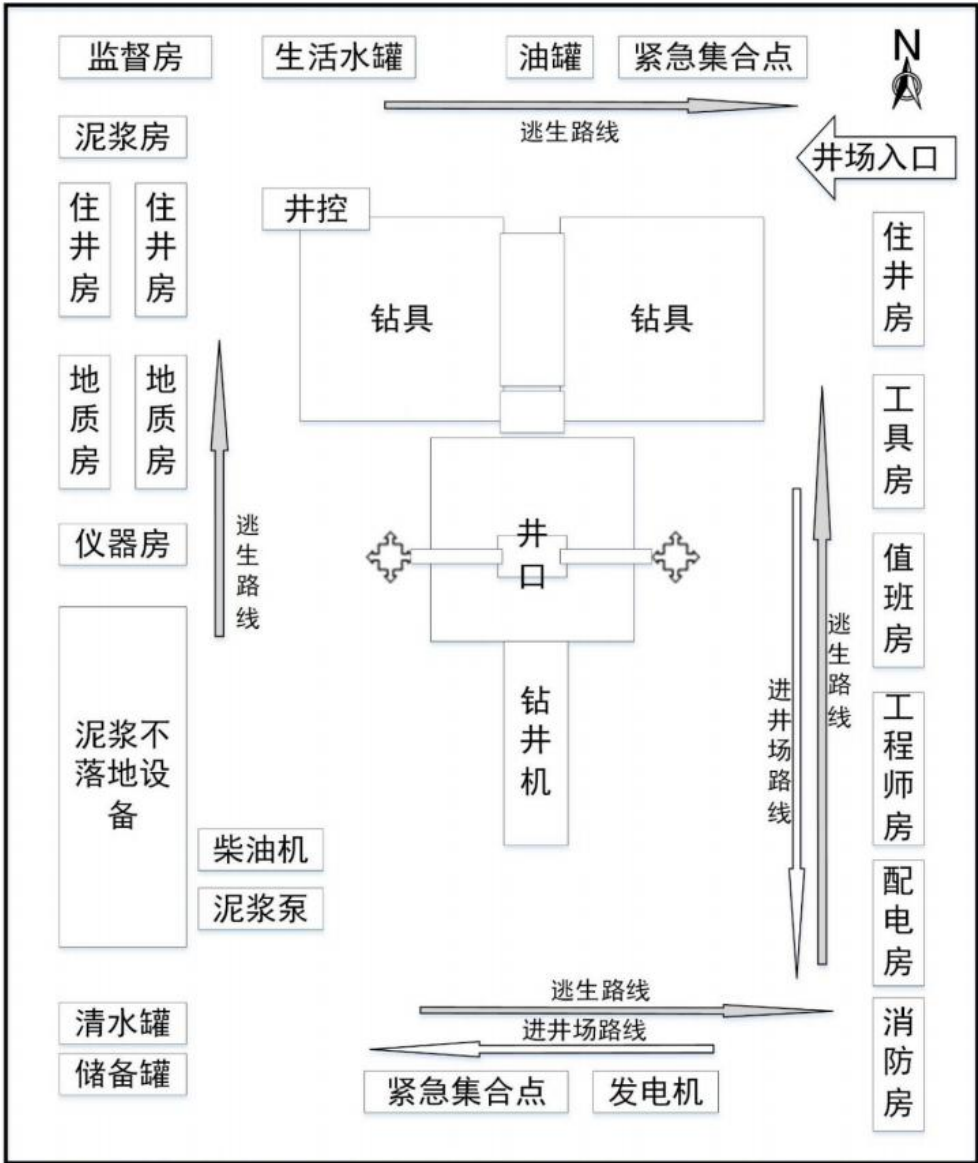 监督房
生活水罐
油罐
紧急集合点
N
逃生路线
井场入口
泥浆房
住井房
住井房
井控
钻具
钻具
住井房
地质房
地质房
工具房
仪器房
逃生路线
井口
值班房
逃生路线
进井场路线
钻井机
工程师房
泥浆不
落地设
备
柴油机
泥浆泵
配电房
逃生路线
进井场路线
清水罐
储备罐
紧急集合点
发电机
消防房